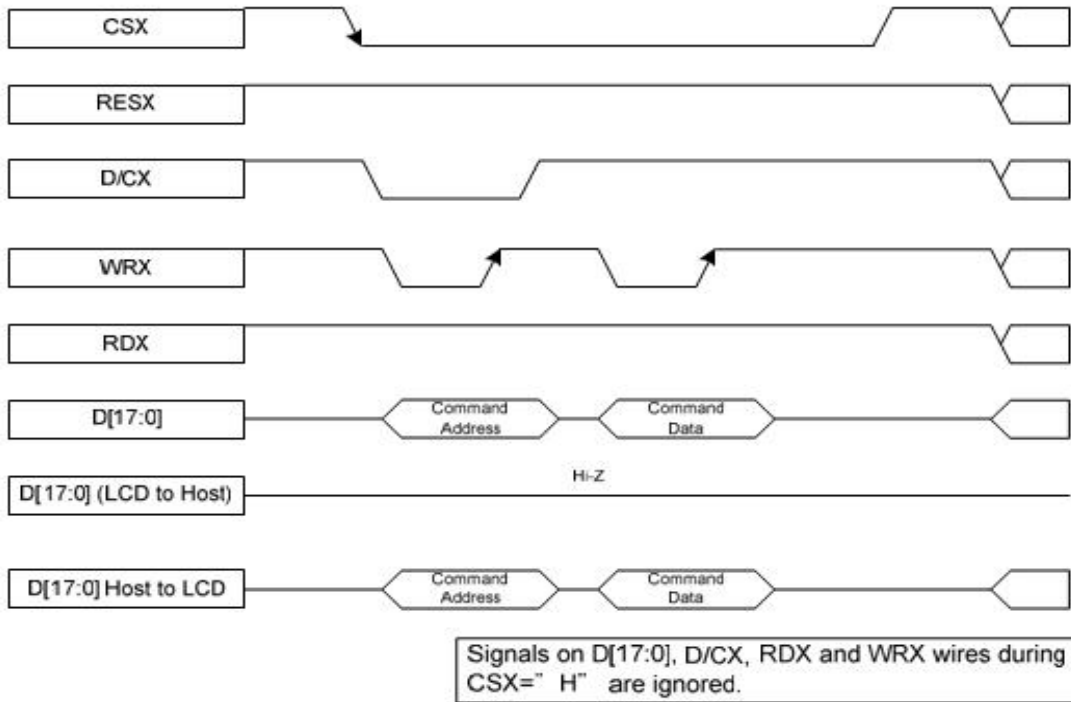 CSX
RESX
D/CX
WRX
RDX
D[17:0]
Command
Address
Command
Data
D[17:0] (LCD to Host)
Hi-Z
D[17:0] Host to LCD
Command
Address
Command
Data
Signals on D[17:0], D/CX, RDX and WRX wires during
CSX=” H” are ignored.